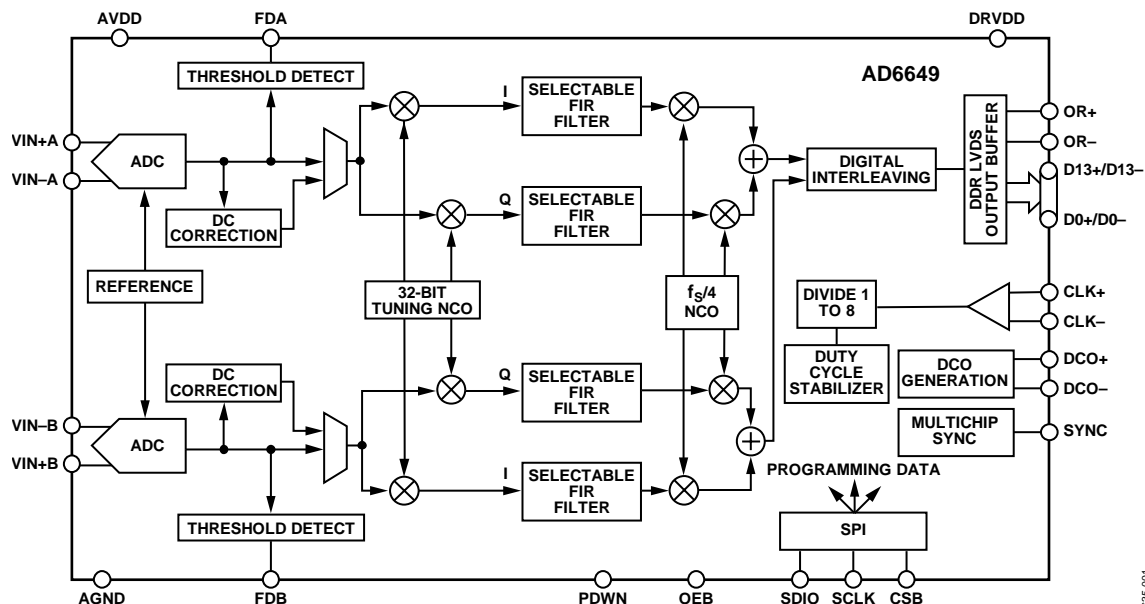 AVDD
FDA
DRVDD
THRESHOLD DETECT
AD6649
I
SELECTABLE
FIR
FILTER
VIN+A
VIN–A
ADC
OR+
OR–
D13+/D13–
D0+/D0–
DDR LVDS
OUTPUT BUFFER
DIGITAL
INTERLEAVING
DC
CORRECTION
Q
SELECTABLE
FIR
FILTER
REFERENCE
32-BIT
TUNING NCO
fS/4
NCO
DIVIDE 1
TO 8
CLK+
CLK–
DUTY
CYCLE
STABILIZER
DCO
GENERATION
DCO+
DCO–
DC
CORRECTION
Q
SELECTABLE
FIR
FILTER
MULTICHIP
SYNC
SYNC
VIN–B
VIN+B
ADC
I
SELECTABLE
FIR
FILTER
PROGRAMMING DATA
THRESHOLD DETECT
SPI
AGND
FDB
PDWN
OEB
SDIO
SCLK
CSB